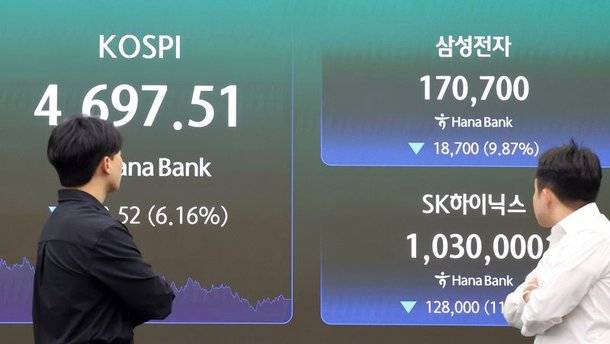 KOSPI
4,697.51
Hana Bank
.52 (6.16%)
삼성전자
170,700
Hana Bank
▼ 18,700 (9.87%)
SK하이닉스
1,030,000
Hana Bank
▼ 128,000 (11